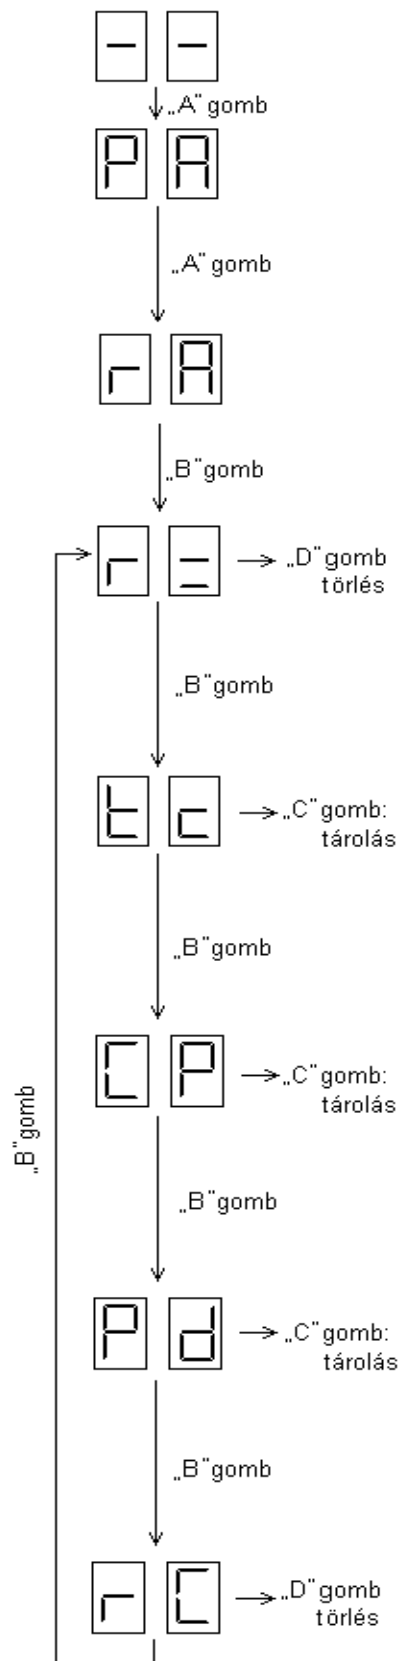 – –
„A” gomb
P A
„A” gomb
r A
„B” gomb
r =
„D” gomb
törlés
„B” gomb
t c
„C” gomb:
tárolás
„B” gomb
C P
„C” gomb:
tárolás
„B” gomb
„B” gomb
P d
„C” gomb:
tárolás
„B” gomb
r C
„D” gomb
törlés